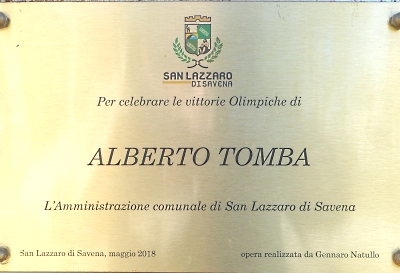 SAN LAZZARO
DI SAVENA
Per celebrare le vittorie Olimpiche di
ALBERTO TOMBA
L'Amministrazione comunale di San Lazzaro di Savena
San Lazzaro di Savena, maggio 2018
opera realizzata da Gennaro Natullo